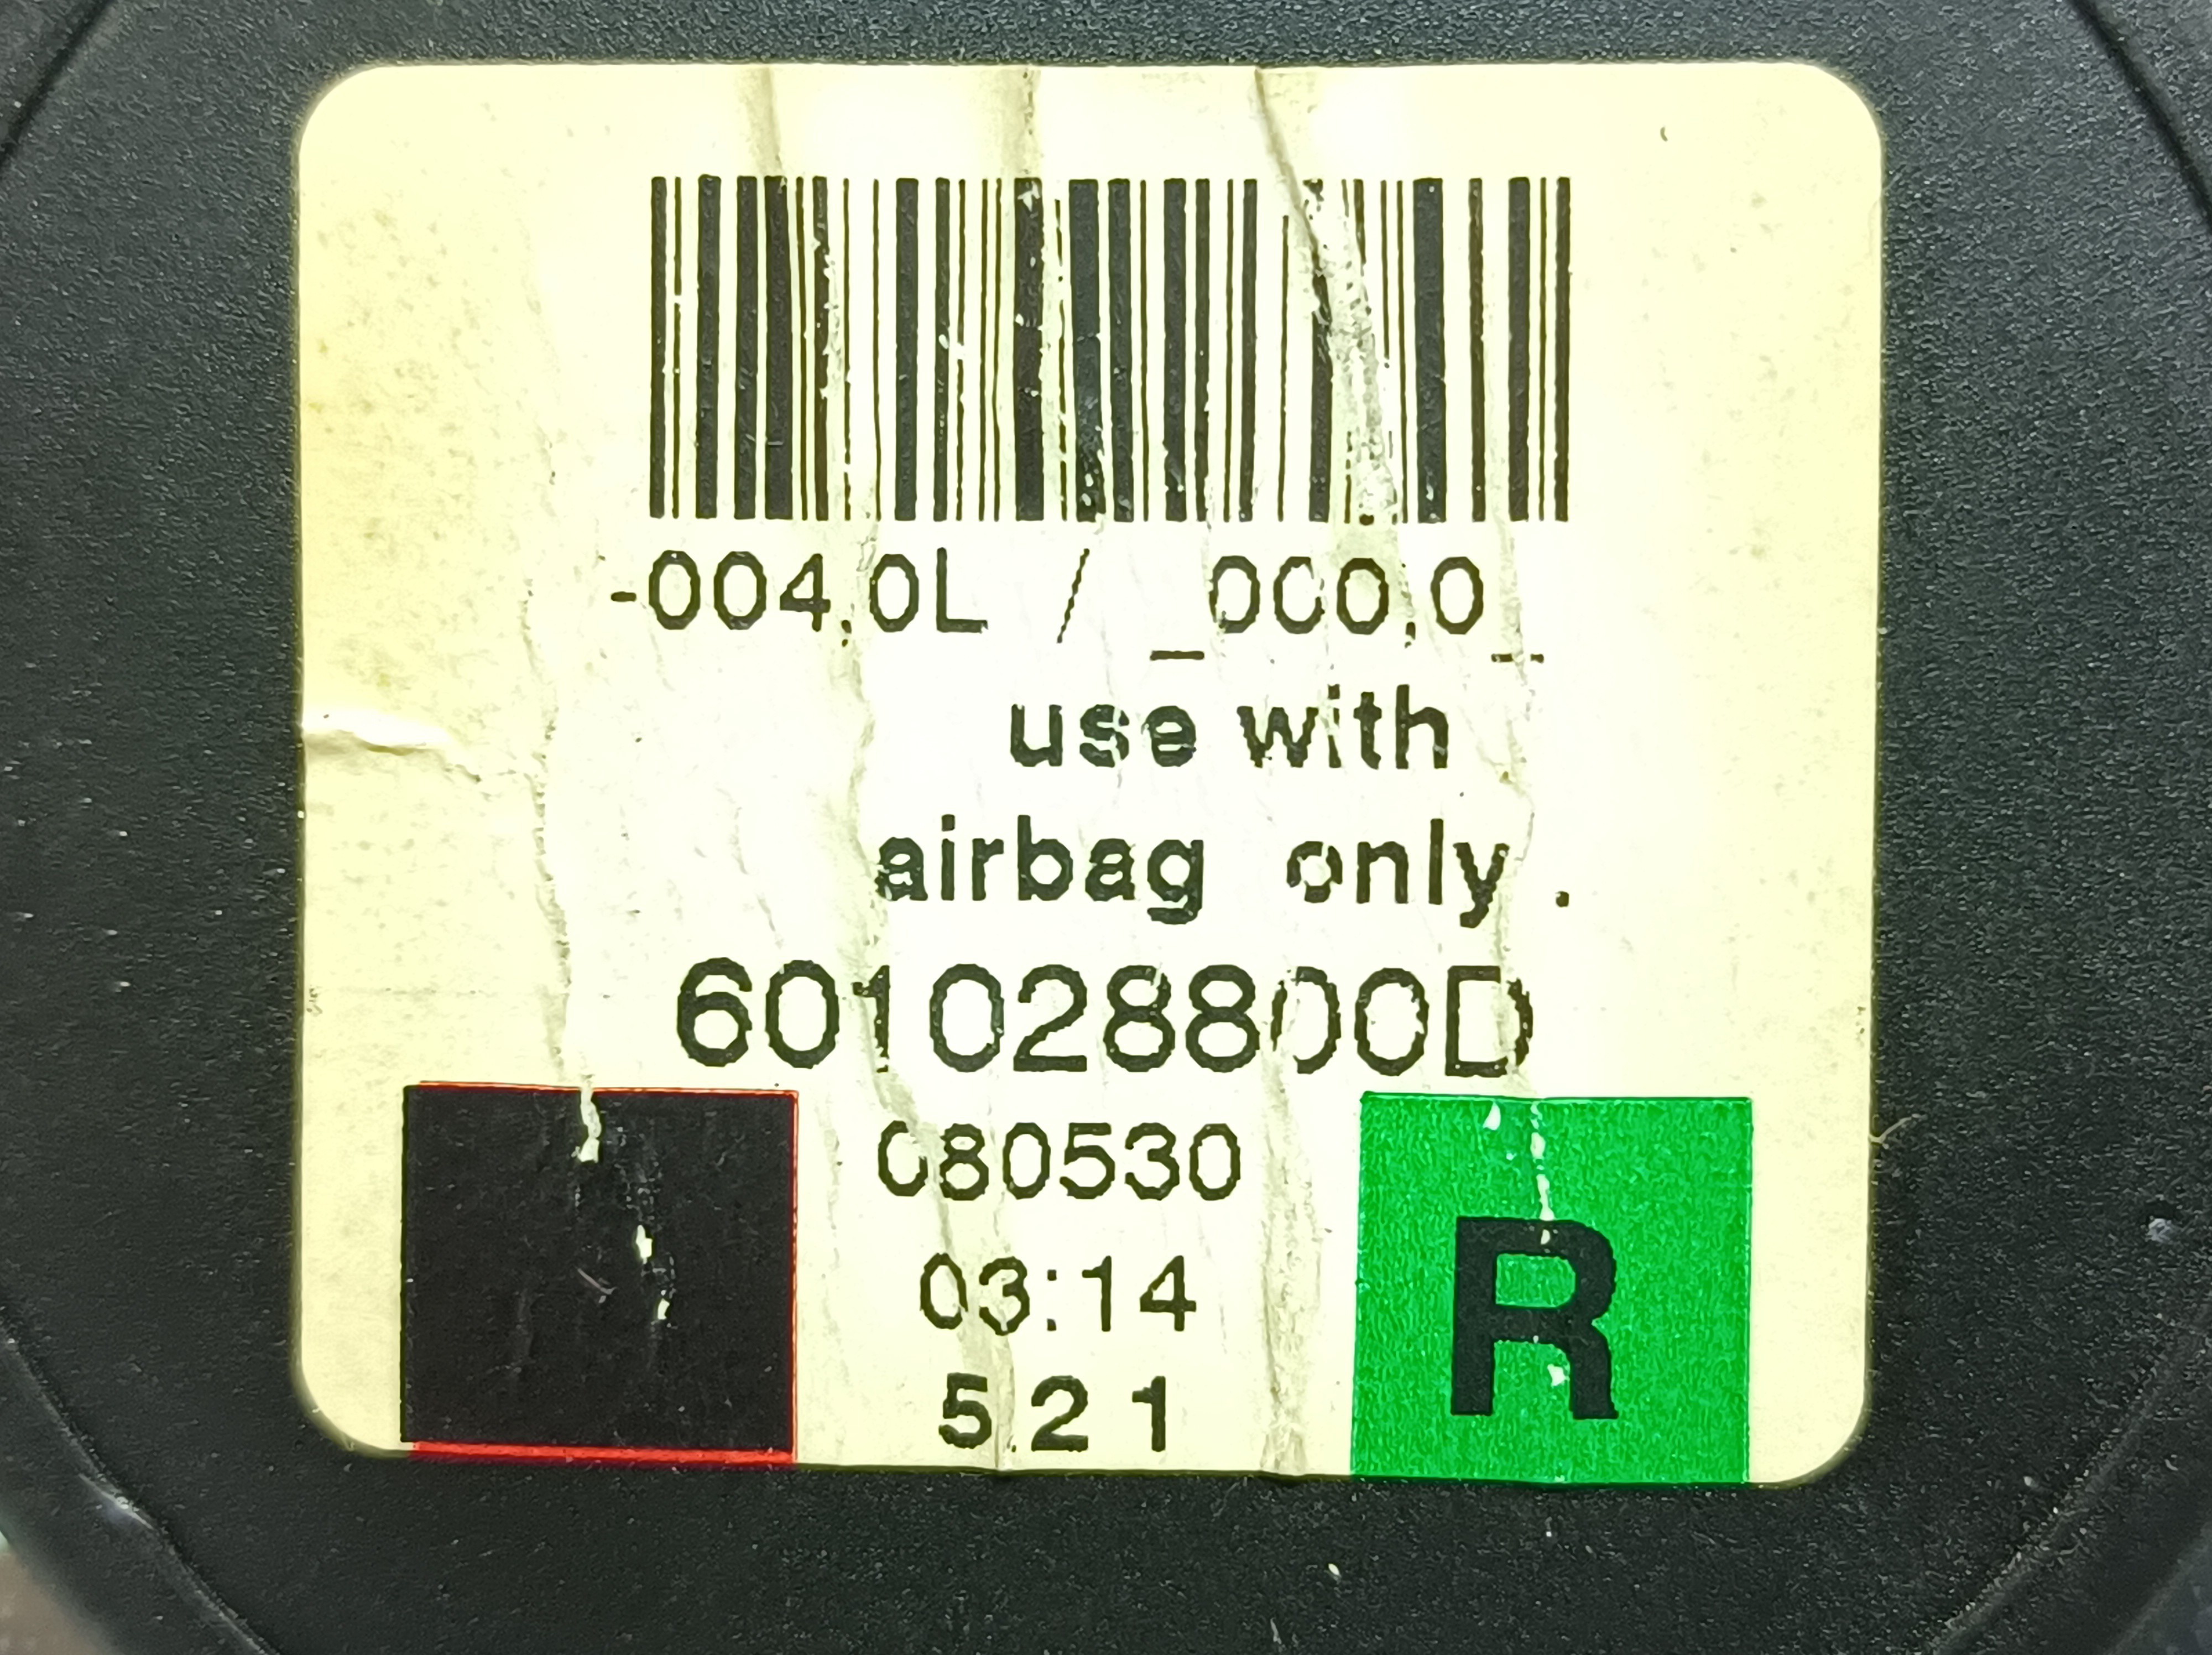 -004,0L / _000,0_
use with
airbag only.
601028800D
080530
03:14
521
R